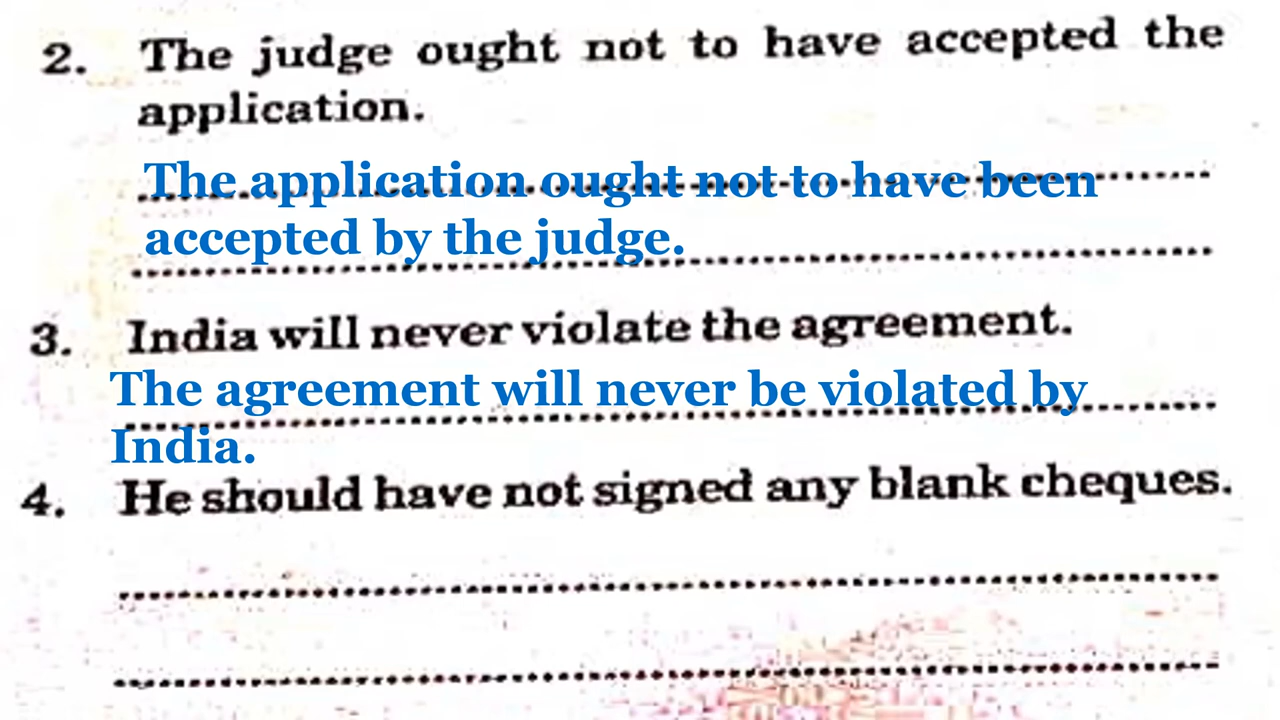 2. The judge ought not to have accepted the
application.
The application ought not to have been
accepted by the judge.
3. India will never violate the agreement.
The agreement will never be violated by
India.
4. He should have not signed any blank cheques.